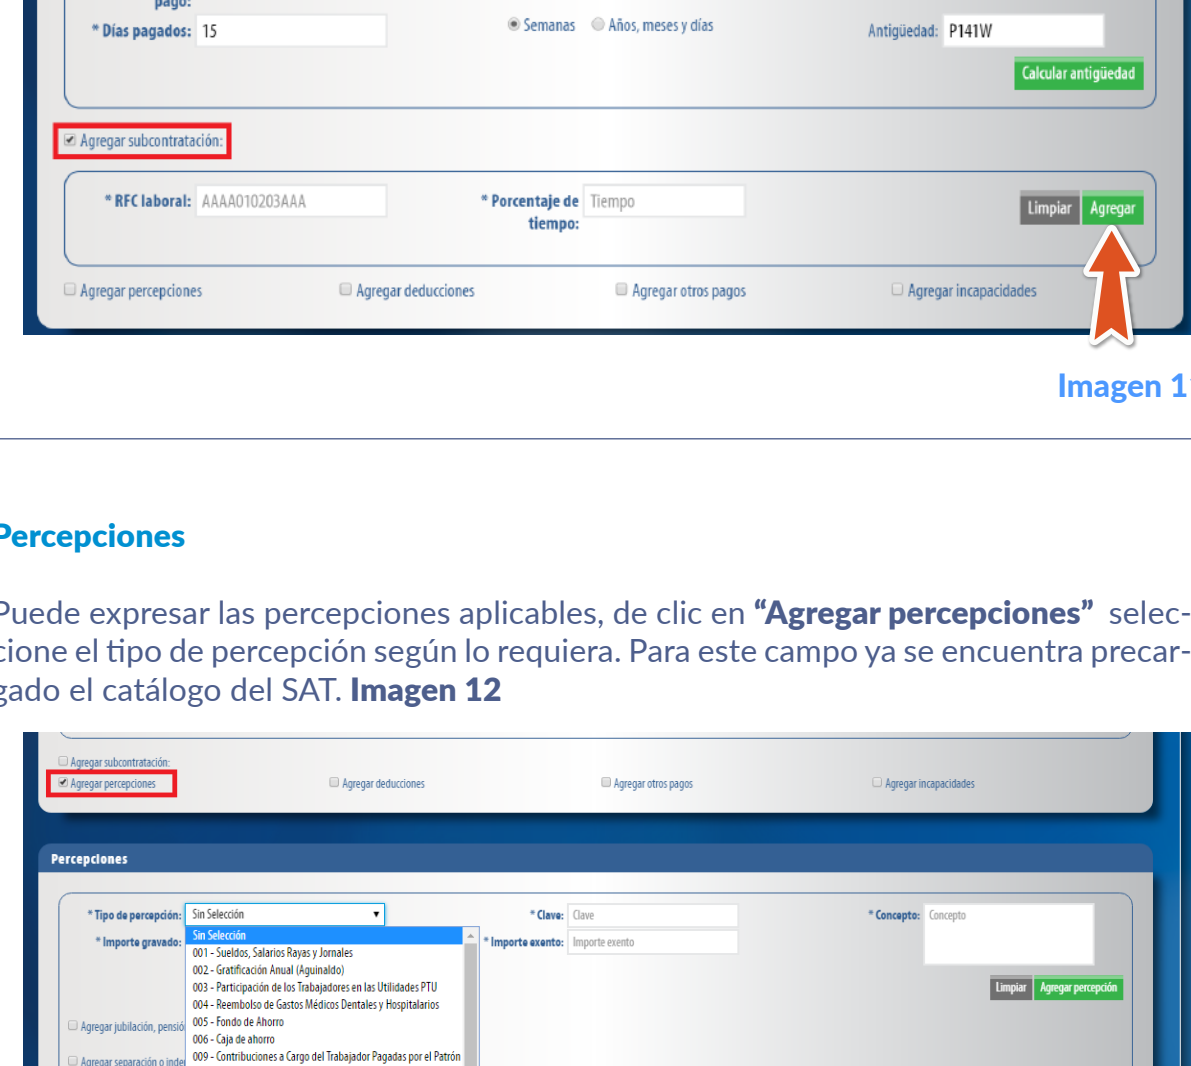 pago:
* Días pagados: 15 Semanas Años, meses y días Antigüedad: P141W
Calcular antigüedad
Agregar subcontratación:
* RFC laboral: AAAA010203AAA * Porcentaje de tiempo: Tiempo Limpiar Agregar
Agregar percepciones Agregar deducciones Agregar otros pagos Agregar incapacidades
Imagen 1
Percepciones
Puede expresar las percepciones aplicables, de clic en “Agregar percepciones” selec-
cione el tipo de percepción según lo requiera. Para este campo ya se encuentra precar-
gado el catálogo del SAT. Imagen 12
Agregar subcontratación:
Agregar percepciones Agregar deducciones Agregar otros pagos Agregar incapacidades
Percepciones
* Tipo de percepción: Sin Selección * Clave: Clave * Concepto: Concepto
* Importe gravado: Sin Selección * Importe exento: Importe exento
001 - Sueldos, Salarios Rayas y Jornales
002 - Gratificación Anual (Aguinaldo)
003 - Participación de los Trabajadores en las Utilidades PTU
Limpiar Agregar percepción
004 - Reembolso de Gastos Médicos Dentales y Hospitalarios
005 - Fondo de Ahorro
Agregar jubilación, pensió
006 - Caja de ahorro
009 - Contribuciones a Cargo del Trabajador Pagadas por el Patrón
Agregar separación o inde